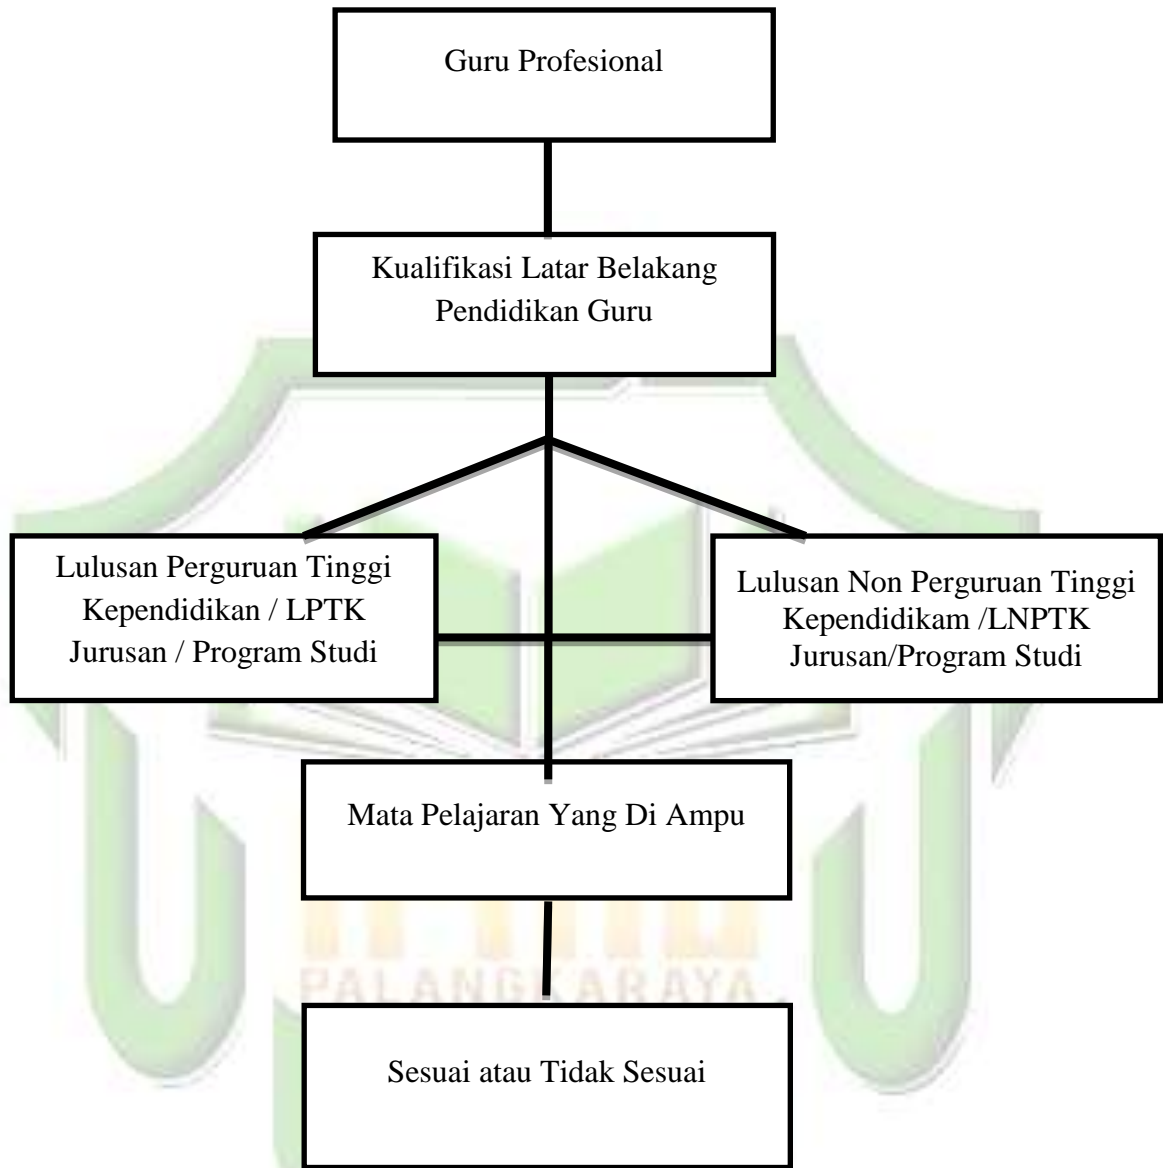 Guru Profesional
Kualifikasi Latar Belakang
Pendidikan Guru
Lulusan Perguruan Tinggi
Kependidikan / LPTK
Jurusan / Program Studi
Lulusan Non Perguruan Tinggi
Kependidikam /LNPTK
Jurusan/Program Studi
Mata Pelajaran Yang Di Ampu
PALANGKARAYA
Sesuai atau Tidak Sesuai